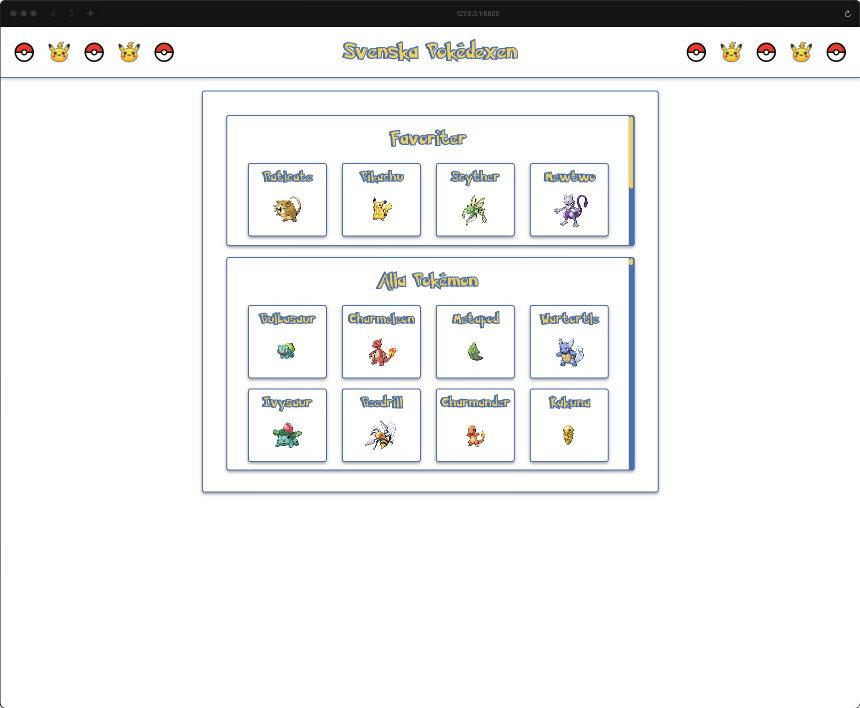 127.0.0.1:5500
Svenska Pokédexen
Favoriter
Raticate
Pikachu
Scyther
Mewtwo
Alla Pokémon
Bulbasaur
Charmeleon
Metapod
Wartortle
Ivysaur
Beedrill
Charmander
Kakuna